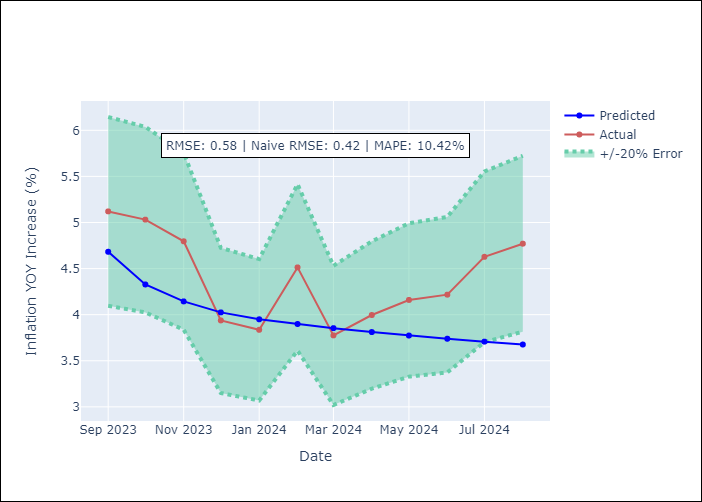 RMSE: 0.58 | Naive RMSE: 0.42 | MAPE: 10.42%
Predicted
Actual
+/-20% Error
Inflation YOY Increase (%)
6
5.5
5
4.5
4
3.5
3
Sep 2023 Nov 2023 Jan 2024 Mar 2024 May 2024 Jul 2024
Date